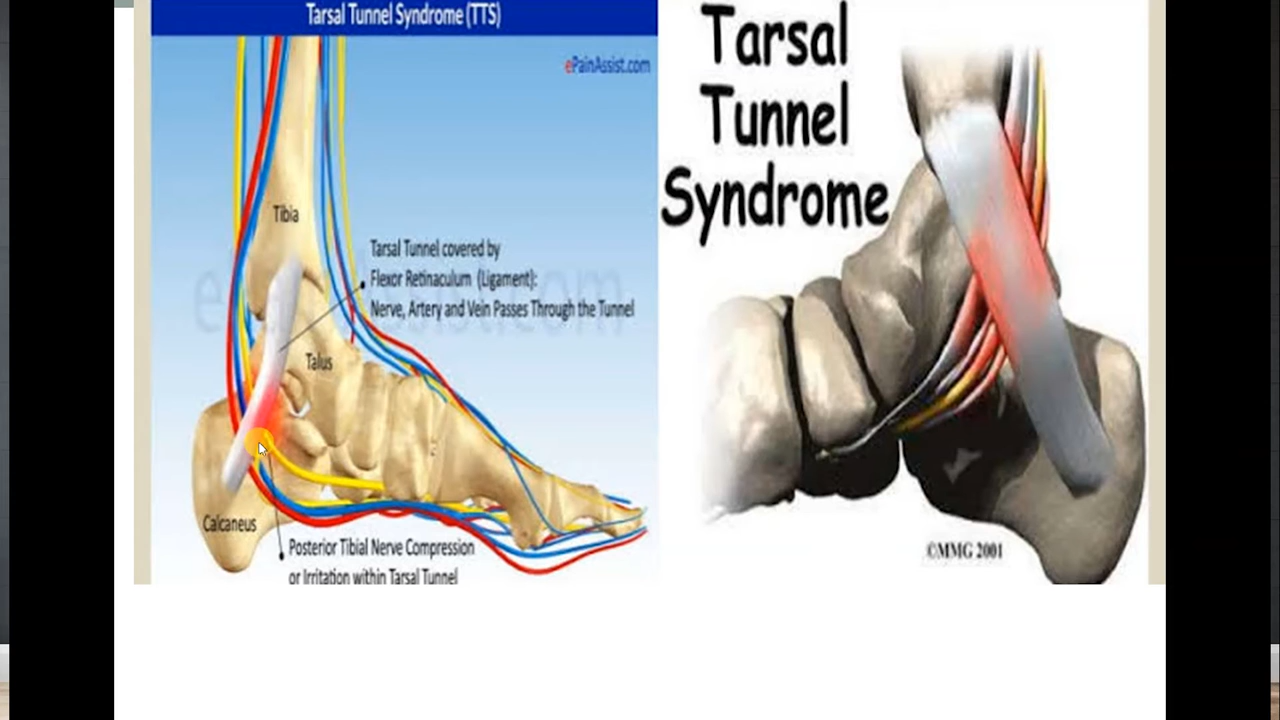 Tarsal Tunnel Syndrome (TTS)
ePainAssist.com
Tibia
Tarsal Tunnel covered by
Flexor Retinaculum (Ligament):
Nerve, Artery and Vein Passes Through the Tunnel
Talus
Calcaneus
Posterior Tibial Nerve Compression
or Irritation within Tarsal Tunnel
Tarsal
Tunnel
Syndrome
©MMG 2001